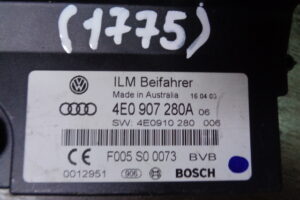 (1775)
ILM Beifahrer
Made in Australia 16 04 03
4E0 907 280A 06
SW: 4E0910 280 006
CE F005 S0 0073 BVB
0012951 906 BOSCH